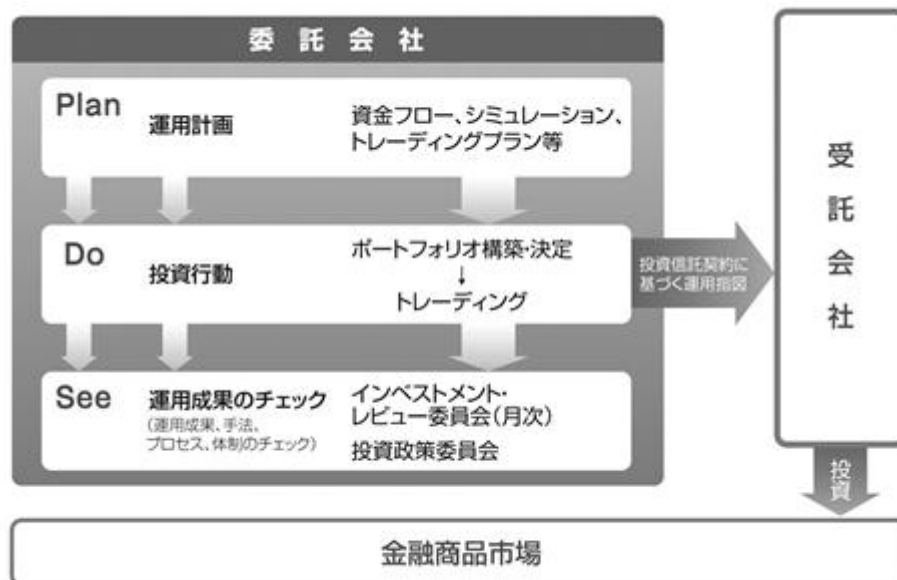 委託会社
Plan
運用計画
資金フロー、シミュレーション、
トレーディングプラン等
Do
投資行動
ポートフォリオ構築・決定
↓
トレーディング
See
運用成果のチェック
(運用成果、手法、
プロセス、体制のチェック)
インベストメント・
レビュー委員会(月次)
投資政策委員会
投資信託契約に
基づく運用指図
受託会社
投資
金融商品市場